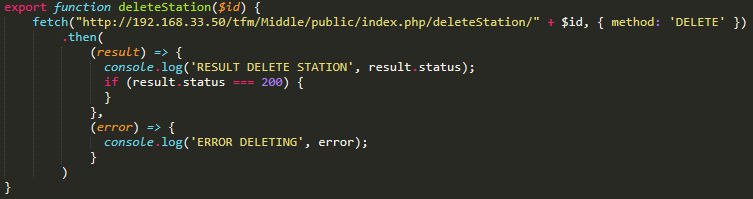 export function deleteStation($id) {
    fetch("http://192.168.33.50/tfm/Middle/public/index.php/deleteStation/" + $id, { method: 'DELETE' })
        .then(
            (result) => {
              console.log('RESULT DELETE STATION', result.status);
              if (result.status === 200) {
              }
            },
            (error) => {
              console.log('ERROR DELETING', error);
            }
        )
}